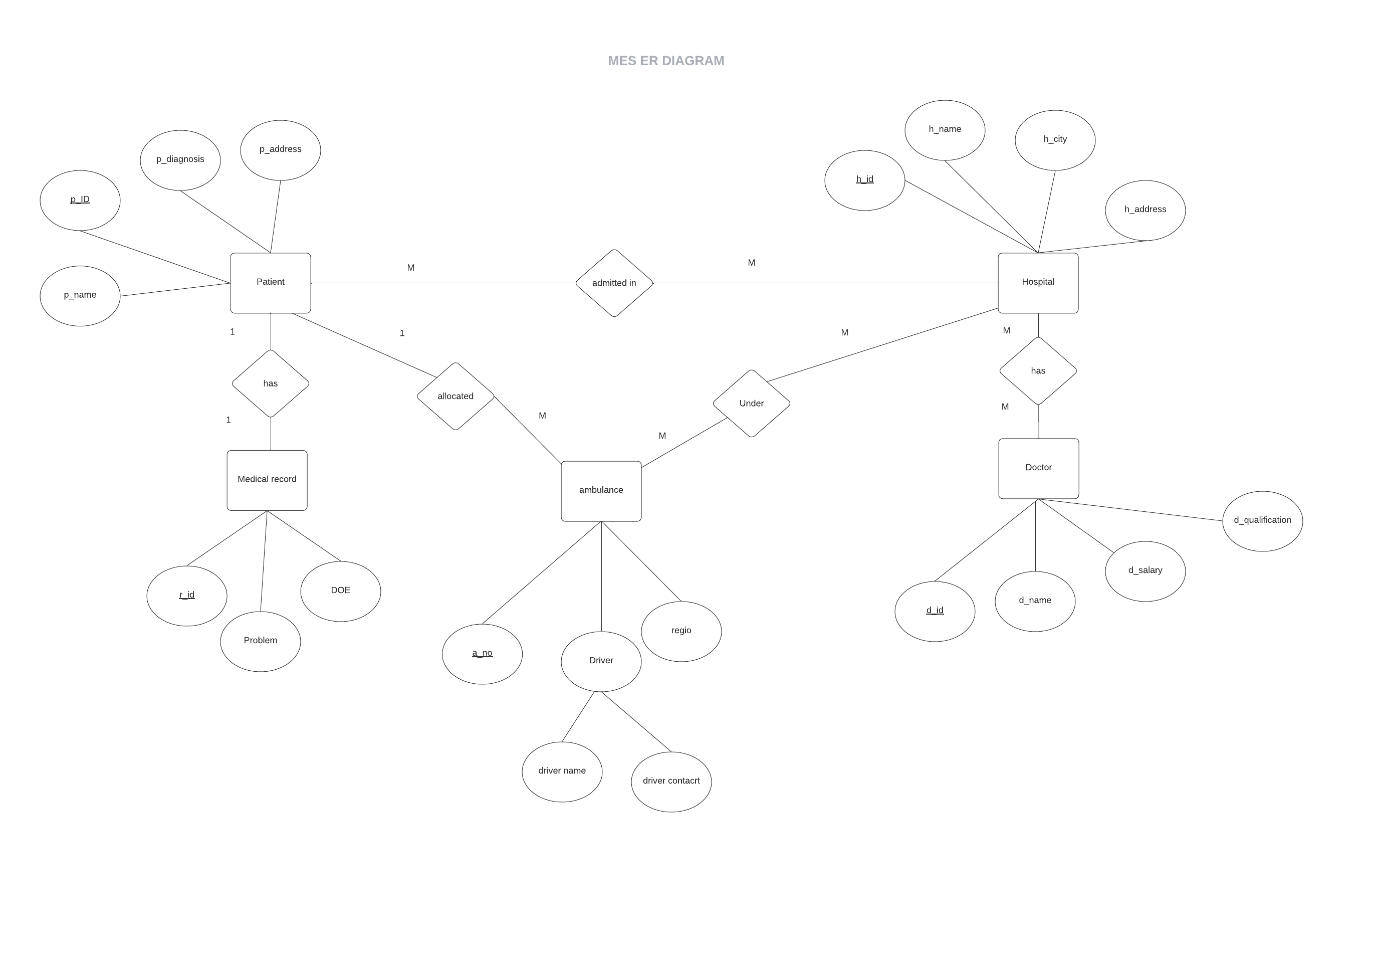 MES ER DIAGRAM
h_name
h_city
p_diagnosis
p_address
h_id
p_ID
h_address
Patient
M
admitted in
M
Hospital
p_name
1
1
M
M
has
allocated
Under
has
M
M
M
1
Medical record
ambulance
Doctor
d_qualification
r_id
DOE
Problem
d_salary
d_name
d_id
regio
a_no
Driver
driver name
driver contacrt